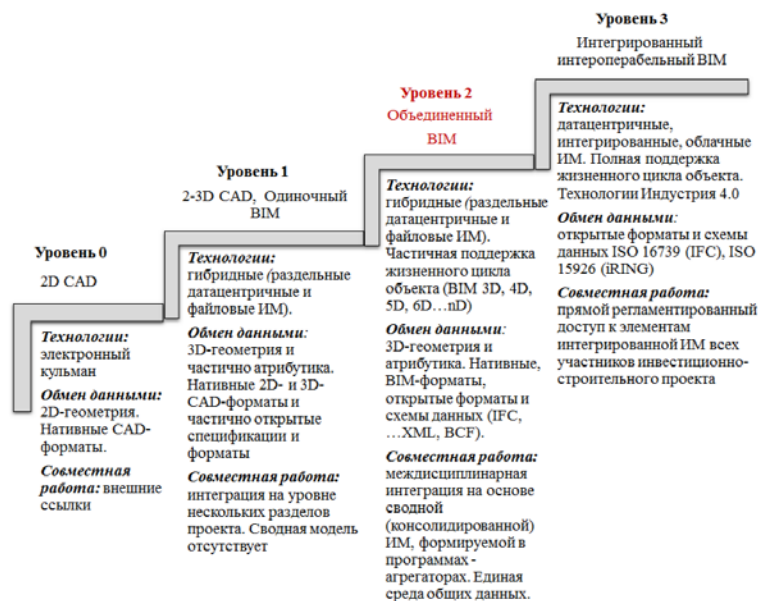 Уровень 0
2D CAD
Технологии:
электронный
кульман
Обмен данными:
2D-геометрия.
Нативные CAD-
форматы.
Совместная
работа: внешние
ссылки
Уровень 1
2-3D CAD, Одиночный
BIM
Технологии:
гибридные (раздельные
датацентричные и
файловые ИМ).
Обмен данными:
3D-геометрия и
частично атрибутика.
Нативные 2D- и 3D-
CAD-форматы и
частично открытые
спецификации и
форматы
Совместная работа:
интеграция на уровне
нескольких разделов
проекта. Сводная модель
отсутствует
Уровень 2
Объединенный
BIM
Технологии:
гибридные (раздельные
датацентричные и
файловые ИМ).
Частичная поддержка
жизненного цикла
объекта (BIM 3D, 4D,
5D, 6D…nD)
Обмен данными:
3D-геометрия и
атрибутика. Нативные,
BIM-форматы,
открытые форматы и
схемы данных (IFC,
…XML, BCF).
Совместная работа:
междисциплинарная
интеграция на основе
сводной
(консолидированной)
ИМ, формируемой в
программах -
агрегаторах. Единая
среда общих данных.
Уровень 3
Интегрированный
интероперабельный BIM
Технологии:
датацентричные,
интегрированные, облачные
ИМ. Полная поддержка
жизненного цикла объекта.
Технологии Индустрия 4.0
Обмен данными:
открытые форматы и схемы
данных ISO 16739 (IFC), ISO
15926 (iRING)
Совместная работа:
прямой регламентированный
доступ к элементам
интегрированной ИМ всех
участников инвестиционно-
строительного проекта